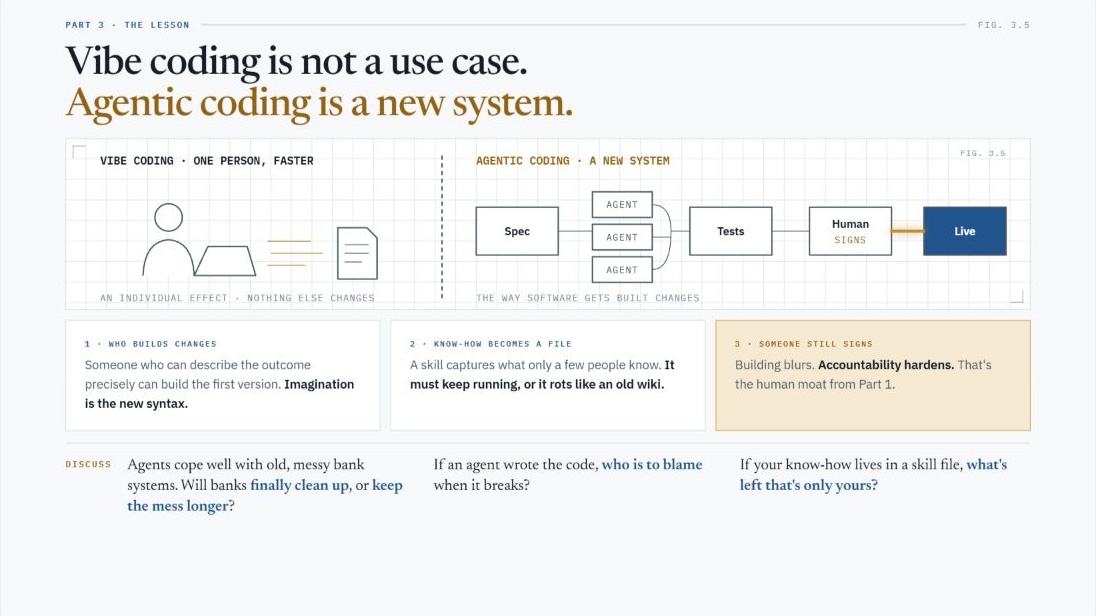 PART 3 · THE LESSON
FIG. 3.5
Vibe coding is not a use case.
Agentic coding is a new system.
VIBE CODING · ONE PERSON, FASTER
AN INDIVIDUAL EFFECT · NOTHING ELSE CHANGES
AGENTIC CODING · A NEW SYSTEM
FIG. 3.5
Spec
AGENT
AGENT
AGENT
Tests
Human
SIGNS
Live
THE WAY SOFTWARE GETS BUILT CHANGES
1 · WHO BUILDS CHANGES
Someone who can describe the outcome
precisely can build the first version. Imagination
is the new syntax.
2 · KNOW-HOW BECOMES A FILE
A skill captures what only a few people know. It
must keep running, or it rots like an old wiki.
3 · SOMEONE STILL SIGNS
Building blurs. Accountability hardens. That's
the human moat from Part 1.
DISCUSS
Agents cope well with old, messy bank
systems. Will banks finally clean up, or keep
the mess longer?
If an agent wrote the code, who is to blame
when it breaks?
If your know-how lives in a skill file, what's
left that's only yours?